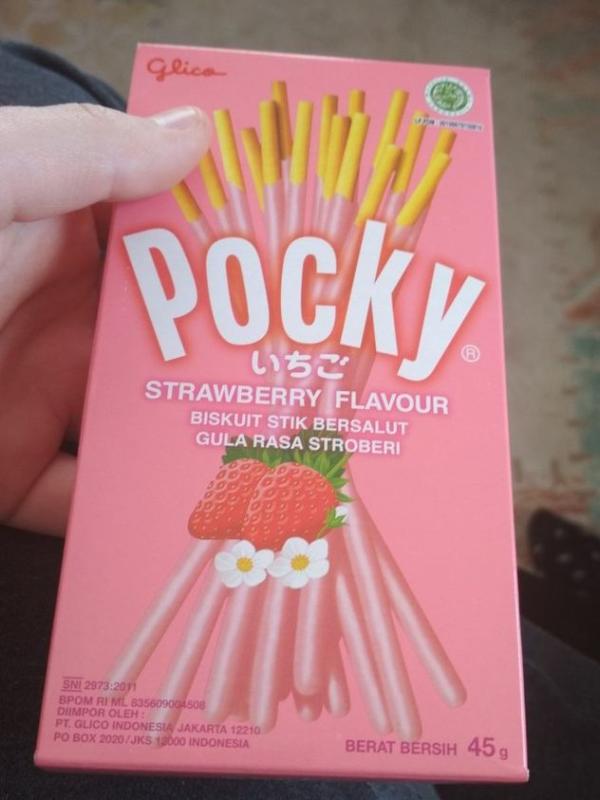 Glico
Pocky®
いちご
STRAWBERRY FLAVOUR
BISKUIT STIK BERSALUT
GULA RASA STROBERI
SNI 2973:2011
BPOM RI ML 835609004508
DIIMPOR OLEH :
PT. GLICO INDONESIA, JAKARTA 12210
PO BOX 2020/JKS 12000 INDONESIA
BERAT BERSIH 45 g